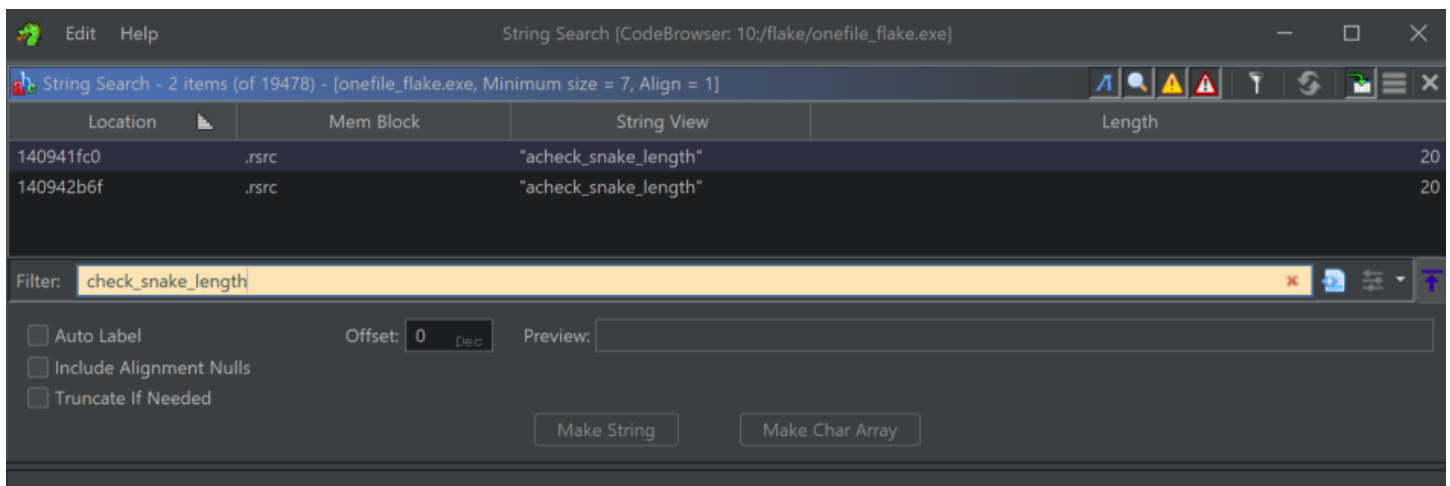 Edit Help String Search [CodeBrowser: 10:/flake/onefile_flake.exe]
String Search - 2 items (of 19478) - [onefile_flake.exe, Minimum size = 7, Align = 1]
Location Mem Block String View Length
140941fc0 .rsrc "acheck_snake_length" 20
140942b6f .rsrc "acheck_snake_length" 20
Filter: check_snake_length
Auto Label Offset: 0 Dec Preview:
Include Alignment Nulls
Truncate If Needed
Make String Make Char Array